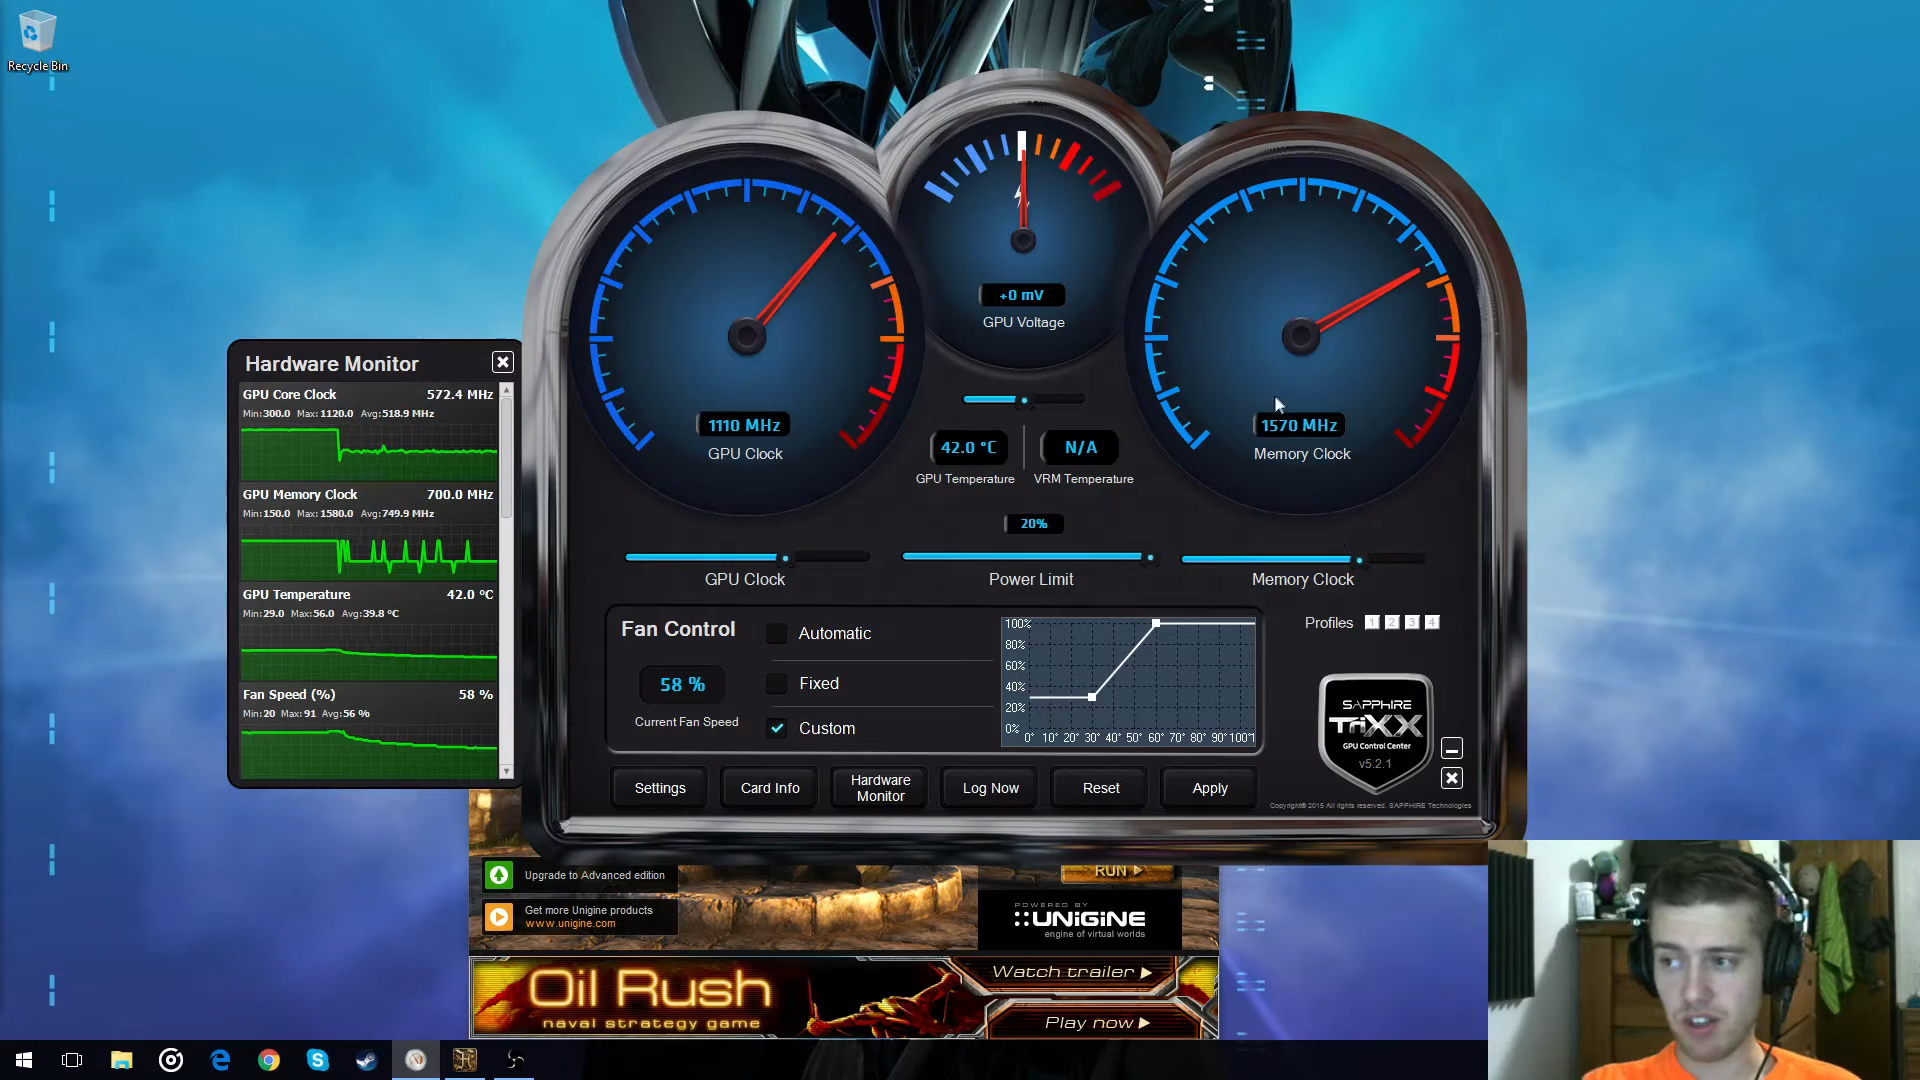 Recycle Bin
Hardware Monitor
GPU Core Clock 572.4 MHz
Min:300.0 Max:1120.0 Avg:518.9 MHz
GPU Memory Clock 700.0 MHz
Min:150.0 Max:1580.0 Avg:749.9 MHz
GPU Temperature 42.0 °C
Min:29.0 Max:56.0 Avg:39.8 °C
Fan Speed (%) 58 %
Min:20 Max:91 Avg:56 %
1110 MHz
GPU Clock
+0 mV
GPU Voltage
42.0 °C
GPU Temperature
N/A
VRM Temperature
1570 MHz
Memory Clock
20%
GPU Clock
Power Limit
Memory Clock
Fan Control
58 %
Current Fan Speed
Automatic
Fixed
Custom
100%
80%
60%
40%
20%
0%
0° 10° 20° 30° 40° 50° 60° 70° 80° 90° 100°
Profiles 1 2 3 4
SAPPHIRE
TRIXX
GPU Control Center
v5.2.1
Settings
Card Info
Hardware
Monitor
Log Now
Reset
Apply
Copyright© 2015 All rights reserved. SAPPHIRE Technologies
Upgrade to Advanced edition
Get more Unigine products
www.unigine.com
RUN
POWERED BY
UNIGINE
engine of virtual worlds
Oil Rush
naval strategy game
Watch trailer
Play now